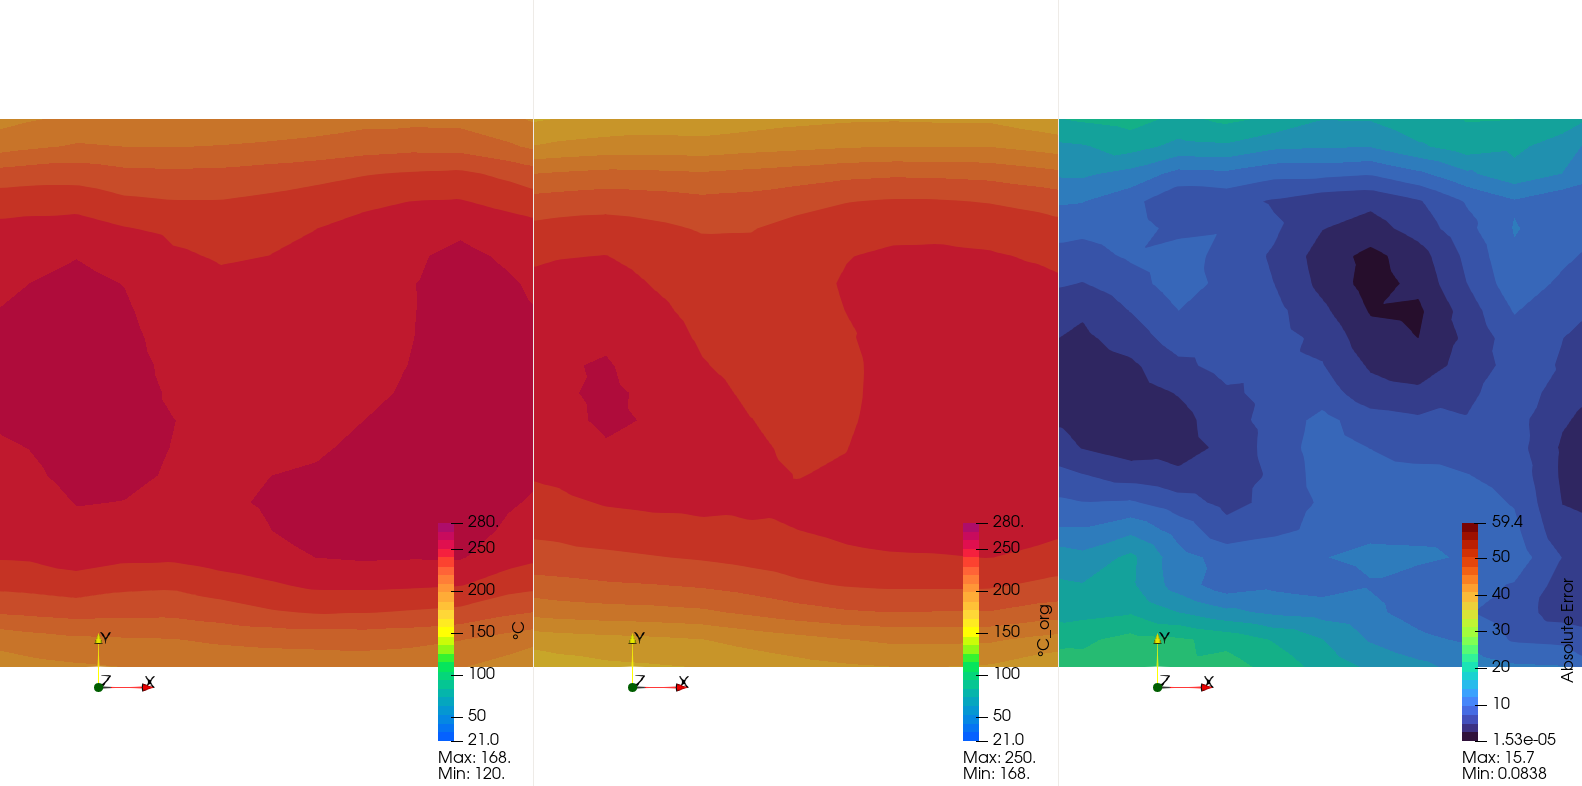 280.
250
200
150
100
50
21.0
°C
Max: 168.
Min: 120.
Y
Z
X
280.
250
200
150
100
50
21.0
°C_org
Max: 250.
Min: 168.
Y
Z
X
59.4
50
40
30
20
10
1.53e-05
Absolute Error
Max: 15.7
Min: 0.0838
Y
Z
X